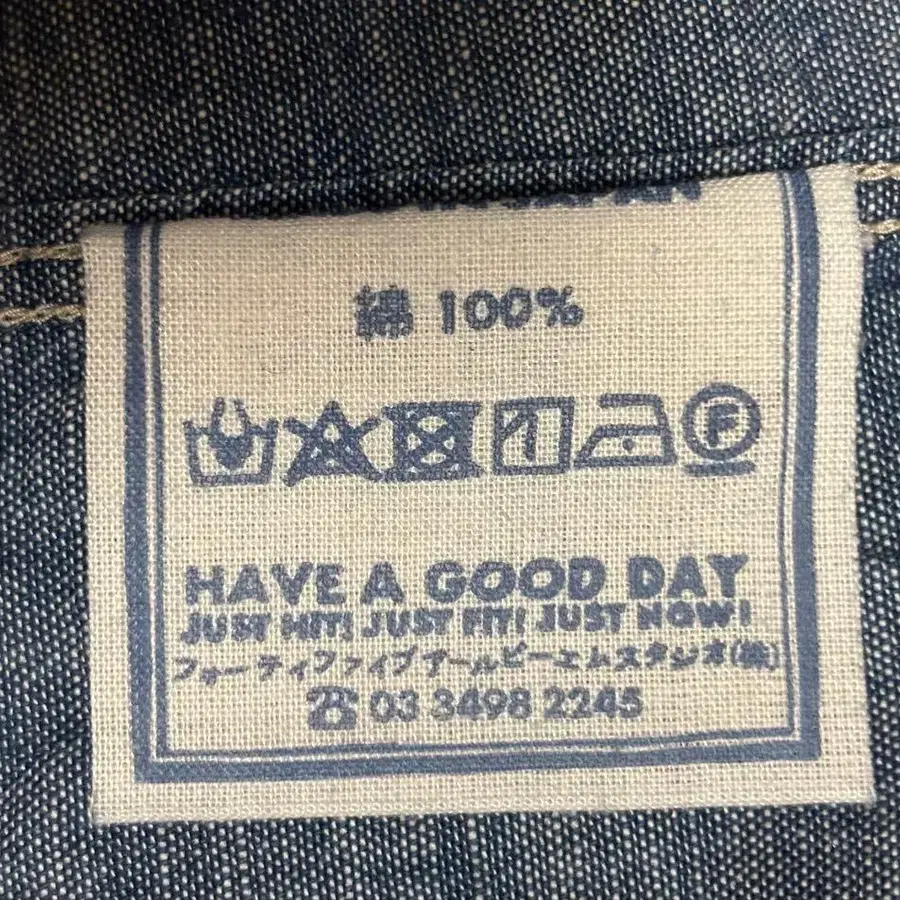 JAPAN
綿 100%
F
HAVE A GOOD DAY
JUST HIT! JUST FIT! JUST NOW!
フォーティファイブアールピーエムスタジオ(株)
☎ 03 3498 2245